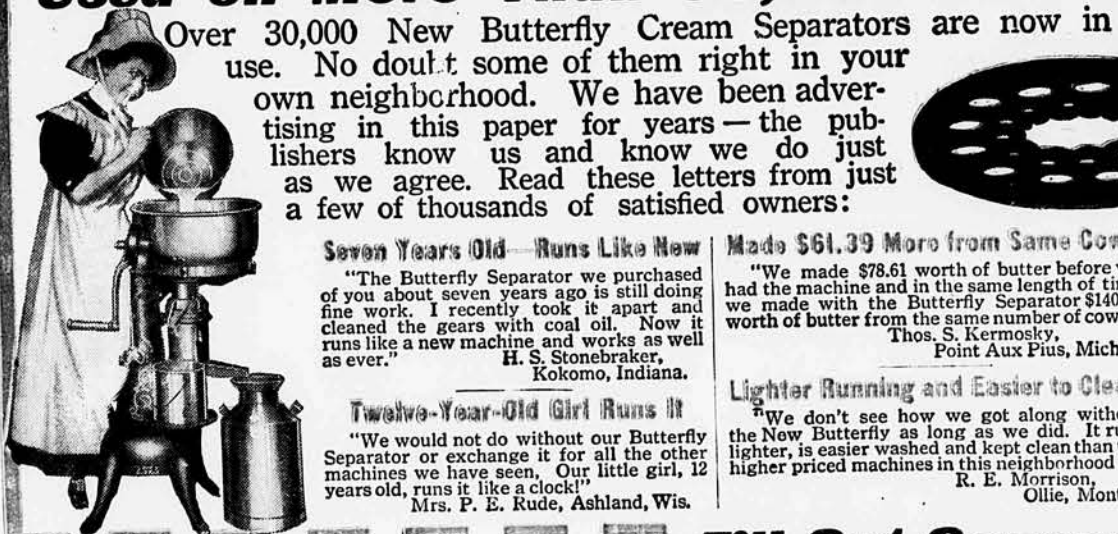 Over 30,000 New Butterfly Cream Separators are now in
use. No doubt some of them right in your
own neighborhood. We have been adver-
tising in this paper for years — the pub-
lishers know us and know we do just
as we agree. Read these letters from just
a few of thousands of satisfied owners:
Seven Years Old—Runs Like New
"The Butterfly Separator we purchased
of you about seven years ago is still doing
fine work. I recently took it apart and
cleaned the gears with coal oil. Now it
runs like a new machine and works as well
as ever." H. S. Stonebraker,
Kokomo, Indiana.
Twelve-Year-Old Girl Runs It
"We would not do without our Butterfly
Separator or exchange it for all the other
machines we have seen, Our little girl, 12
years old, runs it like a clock!"
Mrs. P. E. Rude, Ashland, Wis.
Made $61.39 More from Same
"We made $78.61 worth of butter before
had the machine and in the same length of
we made with the Butterfly Separator $140
worth of butter from the same number of
Thos. S. Kermosky,
Point Aux Pius, Mich
Lighter Running and Easier to
"We don't see how we got along
the New Butterfly as long as we did. It
lighter, is easier washed and kept clean than
higher priced machines in this neighborhood
R. E. Morrison,
Ollie,